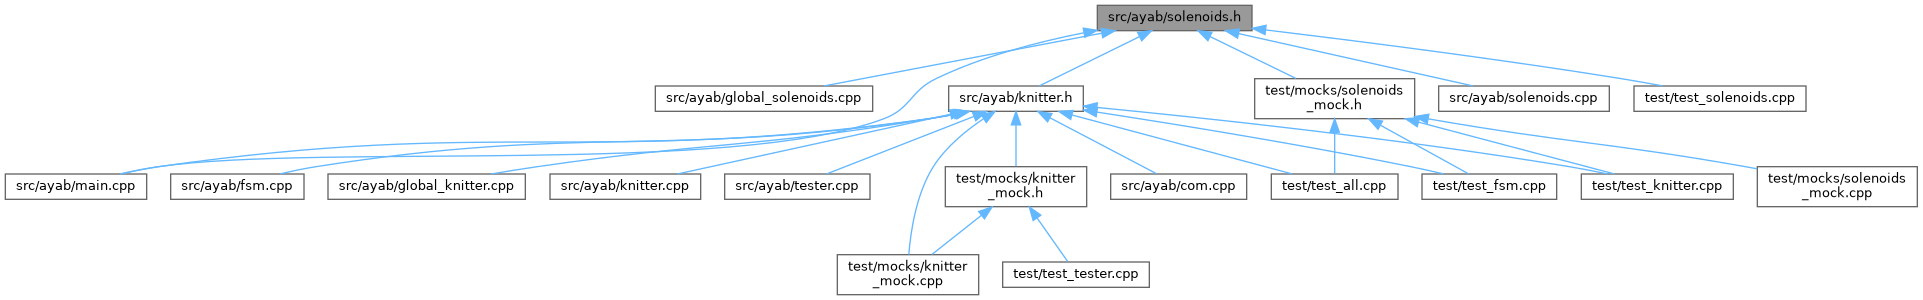 src/ayab/solenoids.h
src/ayab/global_solenoids.cpp
src/ayab/knitter.h
test/mocks/solenoids
_mock.h
src/ayab/solenoids.cpp
test/test_solenoids.cpp
src/ayab/main.cpp
src/ayab/fsm.cpp
src/ayab/global_knitter.cpp
src/ayab/knitter.cpp
src/ayab/tester.cpp
test/mocks/knitter
_mock.h
src/ayab/com.cpp
test/test_all.cpp
test/test_fsm.cpp
test/test_knitter.cpp
test/mocks/solenoids
_mock.cpp
test/mocks/knitter
_mock.cpp
test/test_tester.cpp